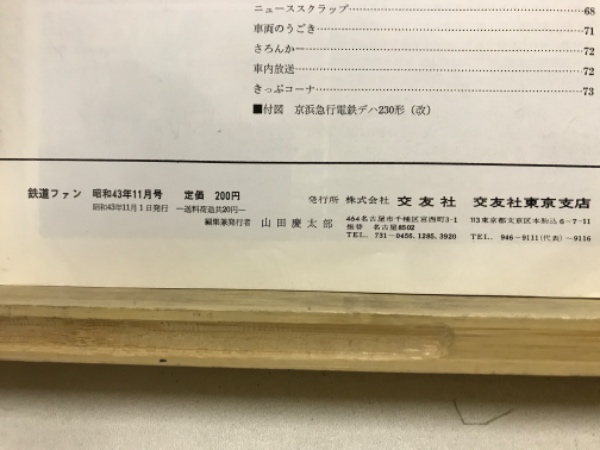 ニューススクラップ…………68
車両のうごき…………71
さろんかー…………72
車内放送…………72
きっぷコーナ…………73
■付図 京浜急行電鉄デハ230形（改）
鉄道ファン 昭和43年11月号 定価 200円
昭和43年11月1日発行 ―送料荷造共20円―
編集兼発行者 山田慶太郎
発行所 株式会社 交友社 交友社東京支店
464名古屋市千種区宮西町3-1
振替 名古屋8502
TEL. 731-0456.1285.3920
113東京都文京区本駒込6-7-11
TEL. 946-9111(代表)～9116